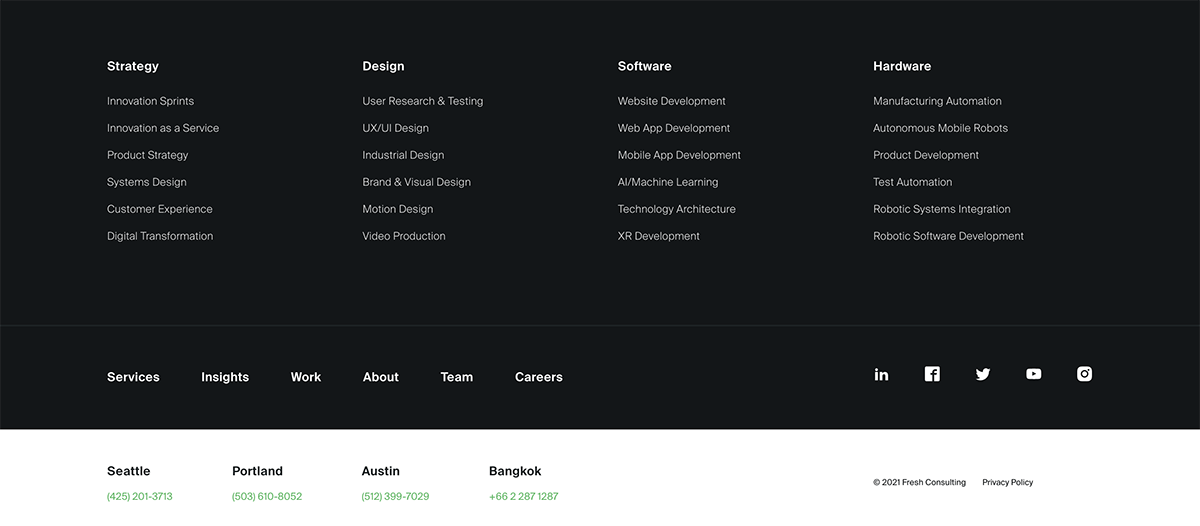 Strategy
Innovation Sprints
Innovation as a Service
Product Strategy
Systems Design
Customer Experience
Digital Transformation
Design
User Research & Testing
UX/UI Design
Industrial Design
Brand & Visual Design
Motion Design
Video Production
Software
Website Development
Web App Development
Mobile App Development
AI/Machine Learning
Technology Architecture
XR Development
Hardware
Manufacturing Automation
Autonomous Mobile Robots
Product Development
Test Automation
Robotic Systems Integration
Robotic Software Development
Services Insights Work About Team Careers
Seattle
(425) 201-3713
Portland
(503) 610-8052
Austin
(512) 399-7029
Bangkok
+66 2 287 1287
© 2021 Fresh Consulting Privacy Policy